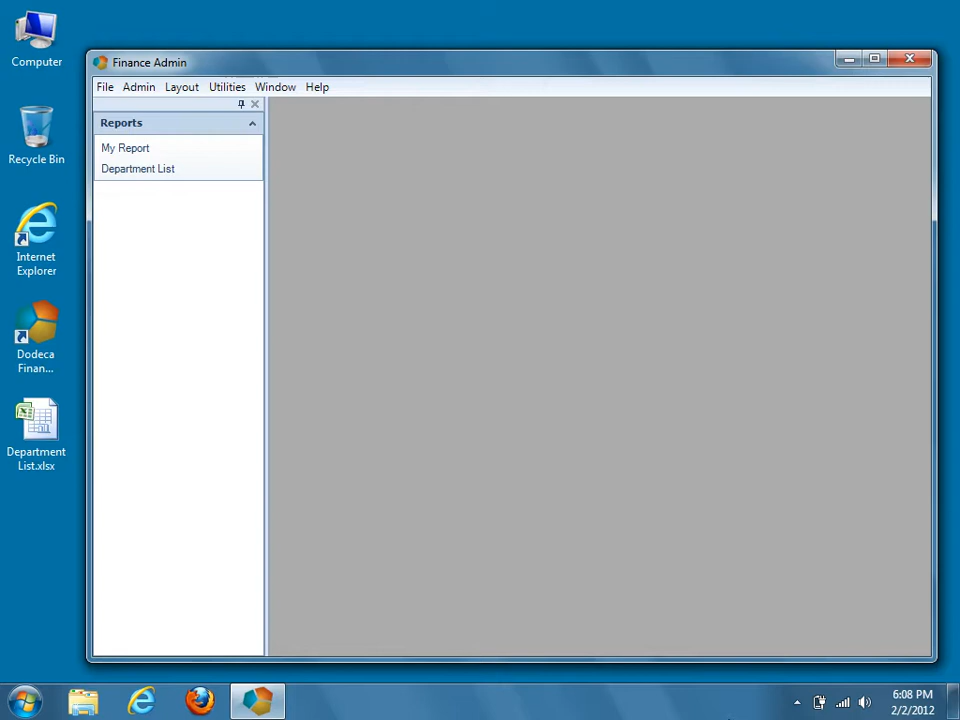 Computer
Recycle Bin
Internet
Explorer
Dodeca
Finan...
Department
List.xlsx
Finance Admin
File Admin Layout Utilities Window Help
Reports
My Report
Department List
6:08 PM
2/2/2012